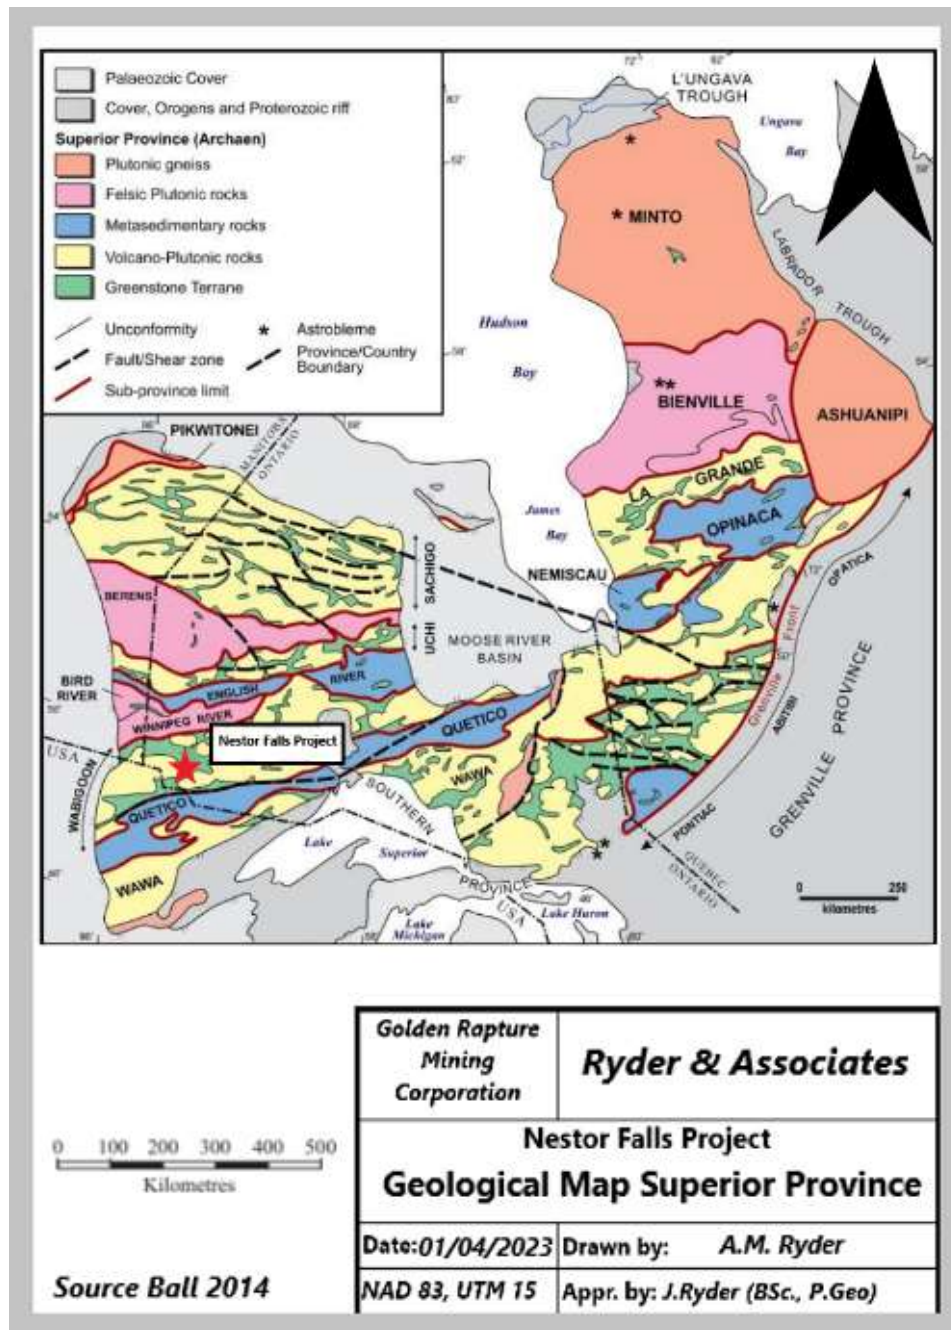 Palaeozoic Cover
Cover, Orogens and Proterozoic riff
Superior Province (Archaen)
Plutonic gneiss
Felsic Plutonic rocks
Metasedimentary rocks
Volcano-Plutonic rocks
Greenstone Terrane
Unconformity
Fault/Shear zone
Sub-province limit
* Astrobleme
Province/Country
Boundary
L'UNGAVA
TROUGH
Ungava
Bay
* MINTO
LABRADOR TROUGH
Hudson
Bay
BIENVILLE
ASHUANIPI
PIKWITONEI
MANITOBA
ONTARIO
LA GRANDE
OPINACA
James
Bay
NEMISCAU
OPATICA
SACHIGO
BERENS
UCHI
MOOSE RIVER
BASIN
Grenville Front
ABITIBI
GRENVILLE PROVINCE
BIRD
RIVER
ENGLISH RIVER
WINNIPEG RIVER
QUETICO
Nestor Falls Project
USA
WABIGOON
WAWA
QUETICO
SOUTHERN
PROVINCE
Lake
Superior
PONTIAC
QUEBEC
ONTARIO
WAWA
USA
Lake Huron
Lake
Michigan
0 250
kilometres
Golden Rapture
Mining
Corporation
Ryder & Associates
Nestor Falls Project
Geological Map Superior Province
0 100 200 300 400 500
Kilometres
Date:01/04/2023 Drawn by: A.M. Ryder
Source Ball 2014
NAD 83, UTM 15 Appr. by: J.Ryder (BSc., P.Geo)